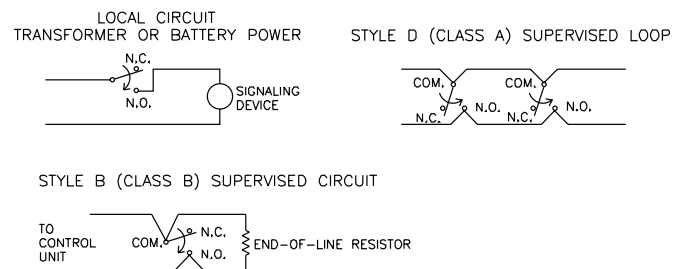 LOCAL CIRCUIT
TRANSFORMER OR BATTERY POWER
N.C.
N.O.
SIGNALING
DEVICE
STYLE D (CLASS A) SUPERVISED LOOP
COM.
COM.
N.C.
N.O.
N.C.
N.O.
STYLE B (CLASS B) SUPERVISED CIRCUIT
TO
CONTROL
UNIT
COM.
N.C.
N.O.
END-OF-LINE RESISTOR